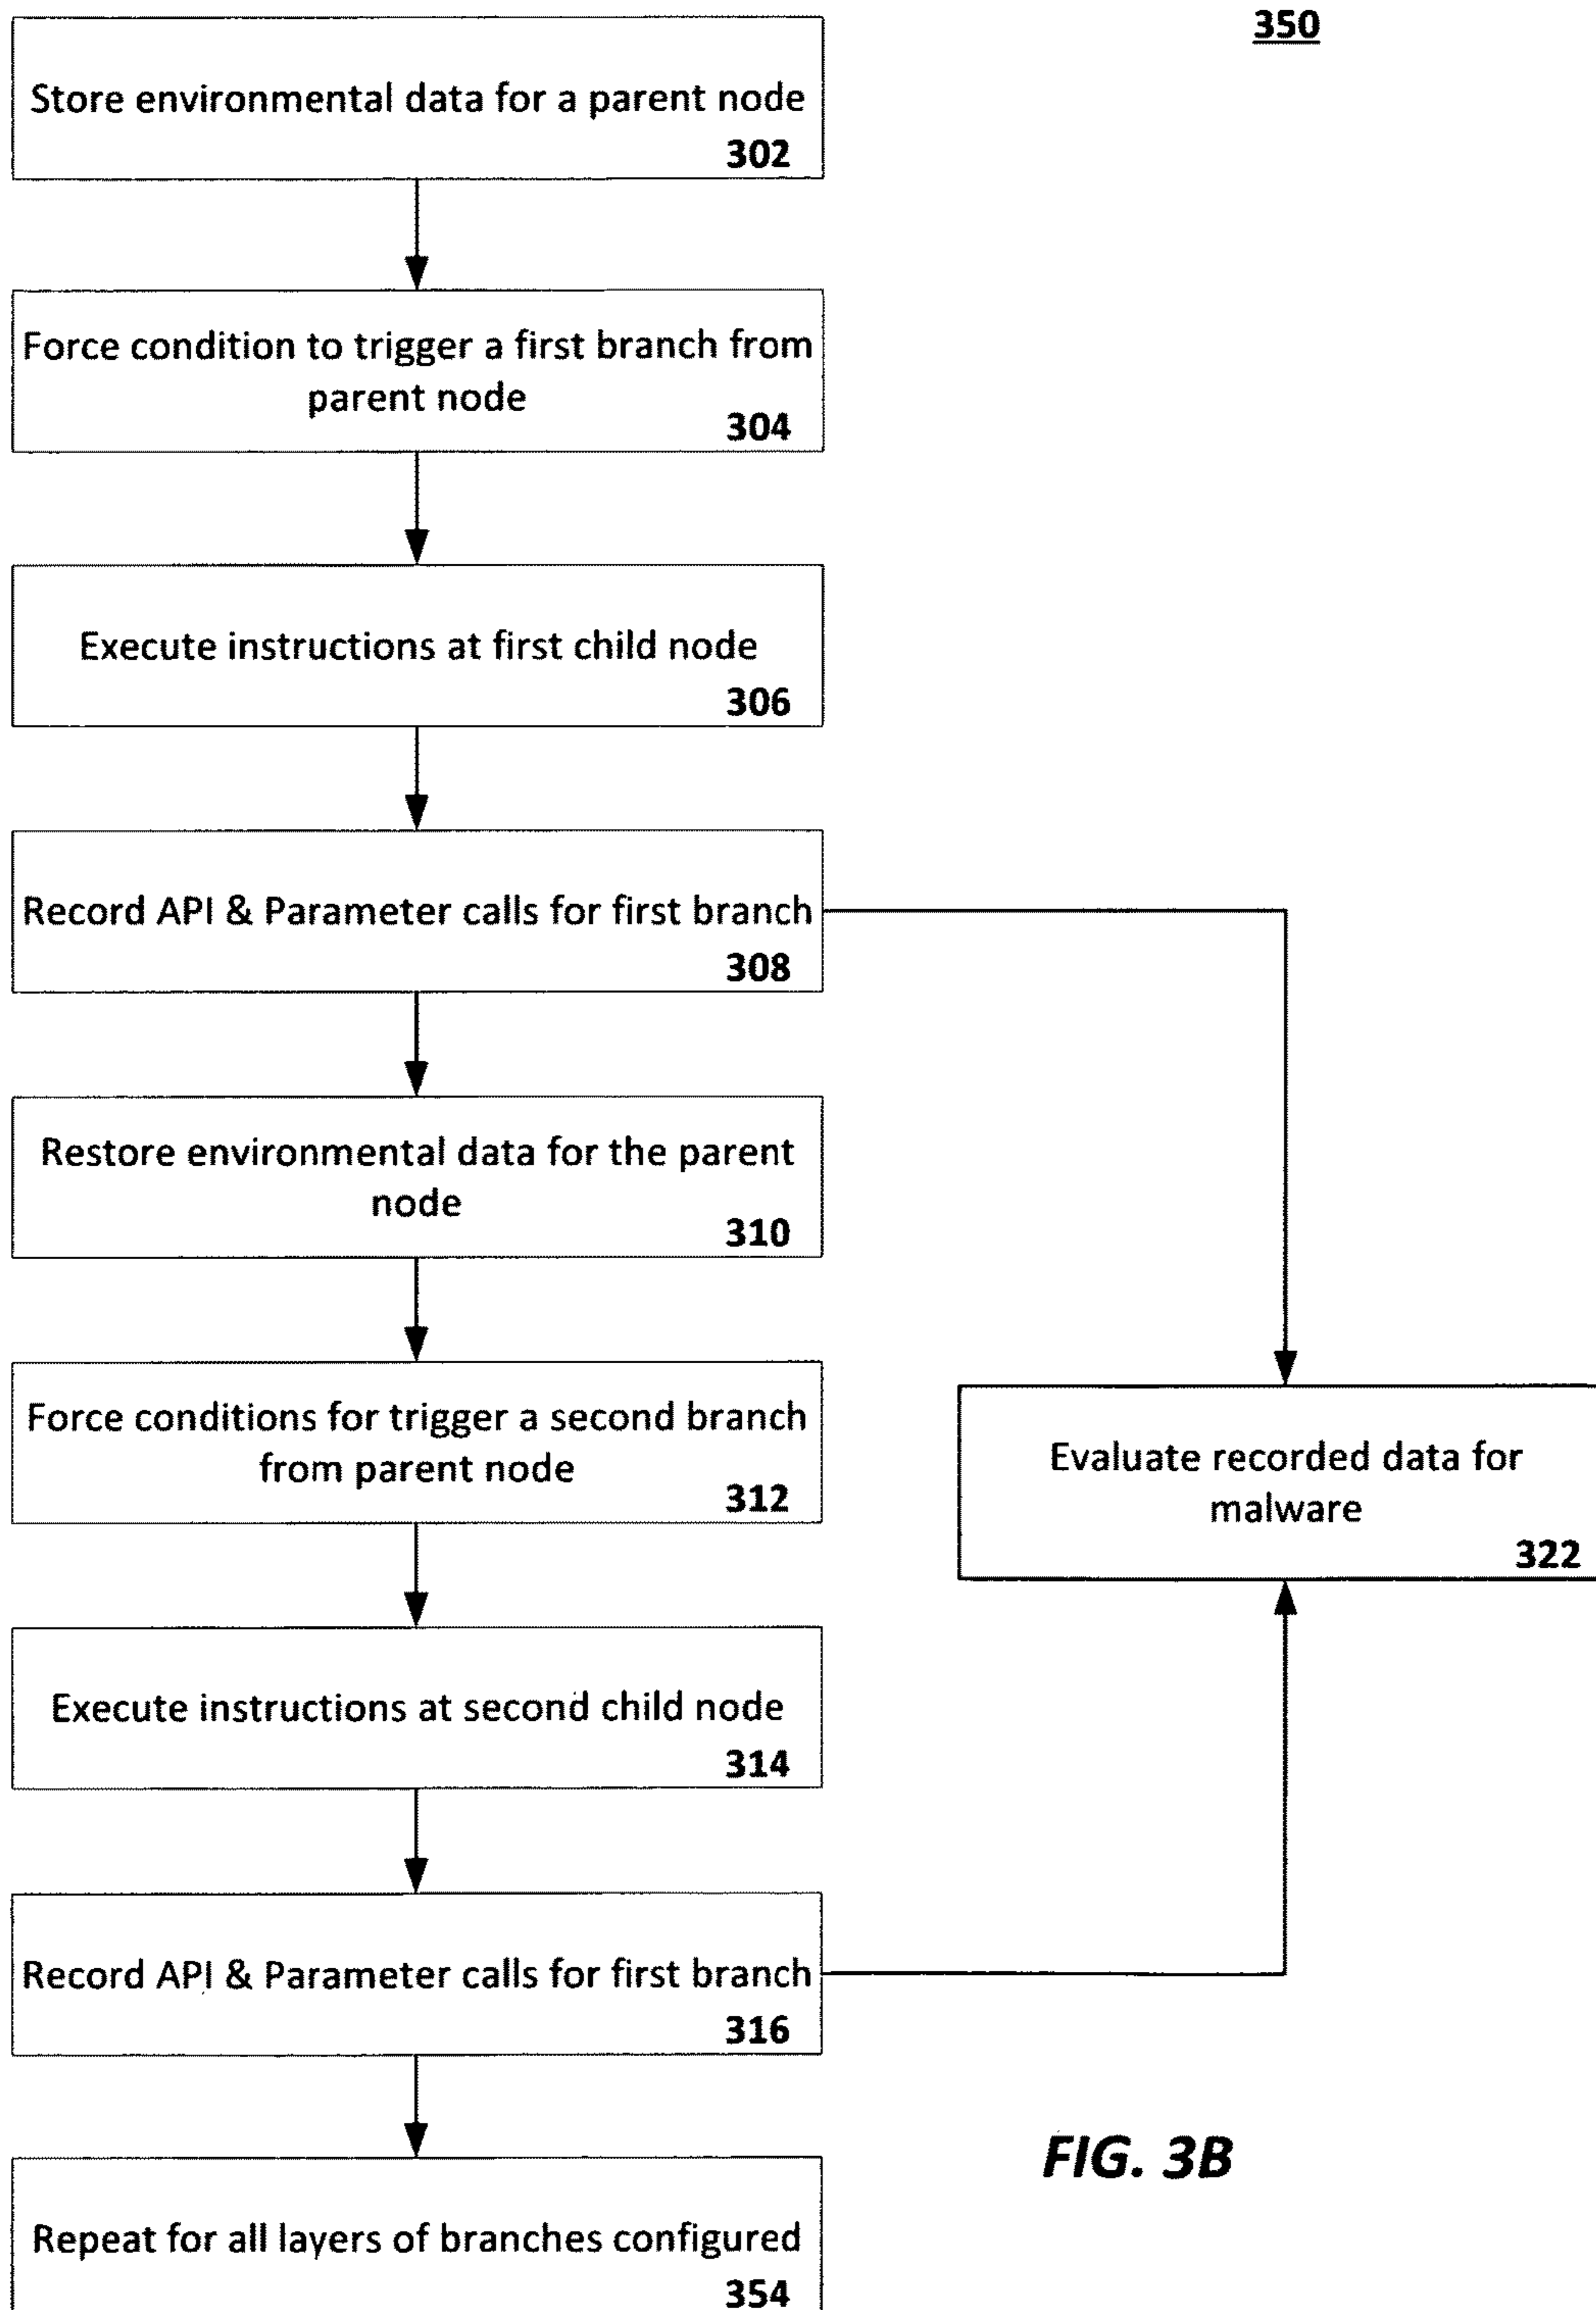 350
Store environmental data for a parent node
302
Force condition to trigger a first branch from
parent node
304
Execute instructions at first child node
306
Record API & Parameter calls for first branch
308
Restore environmental data for the parent
node
310
Force conditions for trigger a second branch
from parent node
312
Evaluate recorded data for
malware
322
Execute instructions at second child node
314
Record API & Parameter calls for first branch
316
FIG. 3B
Repeat for all layers of branches configured
354